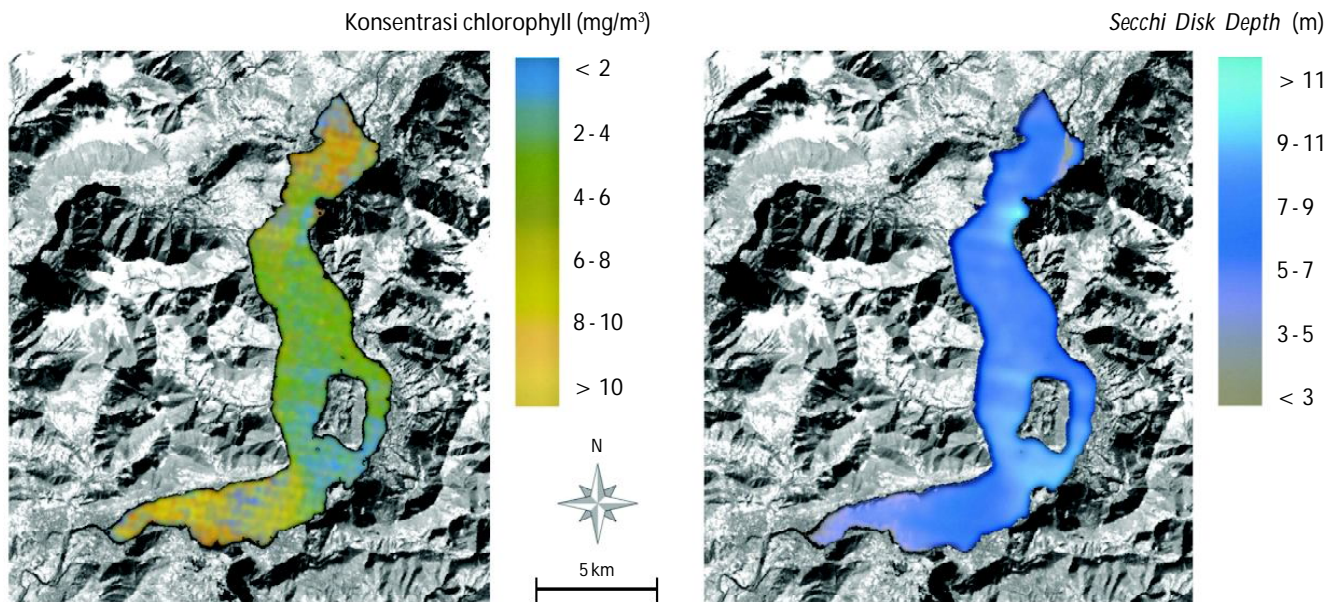 Konsentrasi chlorophyll (mg/m³)
< 2
2 - 4
4 - 6
6 - 8
8 - 10
> 10
N
5 km
Secchi Disk Depth (m)
> 11
9 - 11
7 - 9
5 - 7
3 - 5
< 3